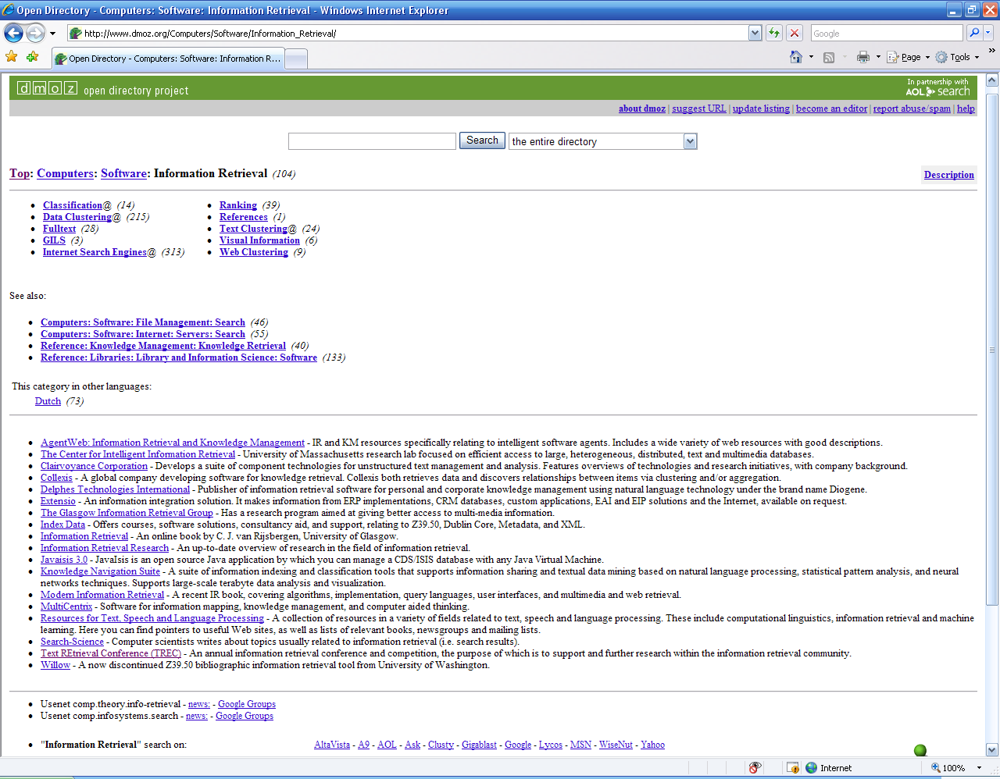 Open Directory - Computers: Software: Information Retrieval - Windows Internet Explorer
http://www.dmoz.org/Computers/Software/Information_Retrieval/
Google
Open Directory - Computers: Software: Information R...
Page
Tools
dmoz open directory project
In partnership with
AOL search
about dmoz | suggest URL | update listing | become an editor | report abuse/spam | help
Search the entire directory
Top: Computers: Software: Information Retrieval (104)
Description
Classification@ (14)
Data Clustering@ (215)
Fulltext (28)
GILS (3)
Internet Search Engines@ (313)
Ranking (39)
References (1)
Text Clustering@ (24)
Visual Information (6)
Web Clustering (9)
See also:
Computers: Software: File Management: Search (46)
Computers: Software: Internet: Servers: Search (55)
Reference: Knowledge Management: Knowledge Retrieval (40)
Reference: Libraries: Library and Information Science: Software (133)
This category in other languages:
Dutch (73)
AgentWeb: Information Retrieval and Knowledge Management - IR and KM resources specifically relating to intelligent software agents. Includes a wide variety of web resources with good descriptions.
The Center for Intelligent Information Retrieval - University of Massachusetts research lab focused on efficient access to large, heterogeneous, distributed, text and multimedia databases.
Clairvoyance Corporation - Develops a suite of component technologies for unstructured text management and analysis. Features overviews of technologies and research initiatives, with company background.
Collexis - A global company developing software for knowledge retrieval. Collexis both retrieves data and discovers relationships between items via clustering and/or aggregation.
Delphes Technologies International - Publisher of information retrieval software for personal and corporate knowledge management using natural language technology under the brand name Diogene.
Extensio - An information integration solution. It makes information from ERP implementations, CRM databases, custom applications, EAI and EIP solutions and the Internet, available on request.
The Glasgow Information Retrieval Group - Has a research program aimed at giving better access to multi-media information.
Index Data - Offers courses, software solutions, consultancy aid, and support, relating to Z39.50, Dublin Core, Metadata, and XML.
Information Retrieval - An online book by C. J. van Rijsbergen, University of Glasgow.
Information Retrieval Research - An up-to-date overview of research in the field of information retrieval.
Javaisis 3.0 - JavaIsis is an open source Java application by which you can manage a CDS/ISIS database with any Java Virtual Machine.
Knowledge Navigation Suite - A suite of information indexing and classification tools that supports information sharing and textual data mining based on natural language processing, statistical pattern analysis, and neural
networks techniques. Supports large-scale terabyte data analysis and visualization.
Modern Information Retrieval - A recent IR book, covering algorithms, implementation, query languages, user interfaces, and multimedia and web retrieval.
MultiCentrix - Software for information mapping, knowledge management, and computer aided thinking.
Resources for Text, Speech and Language Processing - A collection of resources in a variety of fields related to text, speech and language processing. These include computational linguistics, information retrieval and machine
learning. Here you can find pointers to useful Web sites, as well as lists of relevant books, newsgroups and mailing lists.
Search-Science - Computer scientists writes about topics usually related to information retrieval (i.e. search results).
Text REtrieval Conference (TREC) - An annual information retrieval conference and competition, the purpose of which is to support and further research within the information retrieval community.
Willow - A now discontinued Z39.50 bibliographic information retrieval tool from University of Washington.
Usenet comp.theory.info-retrieval - news: - Google Groups
Usenet comp.infosystems.search - news: - Google Groups
"Information Retrieval" search on: AltaVista - A9 - AOL - Ask - Clusty - Gigablast - Google - Lycos - MSN - WiseNut - Yahoo
Internet
100%